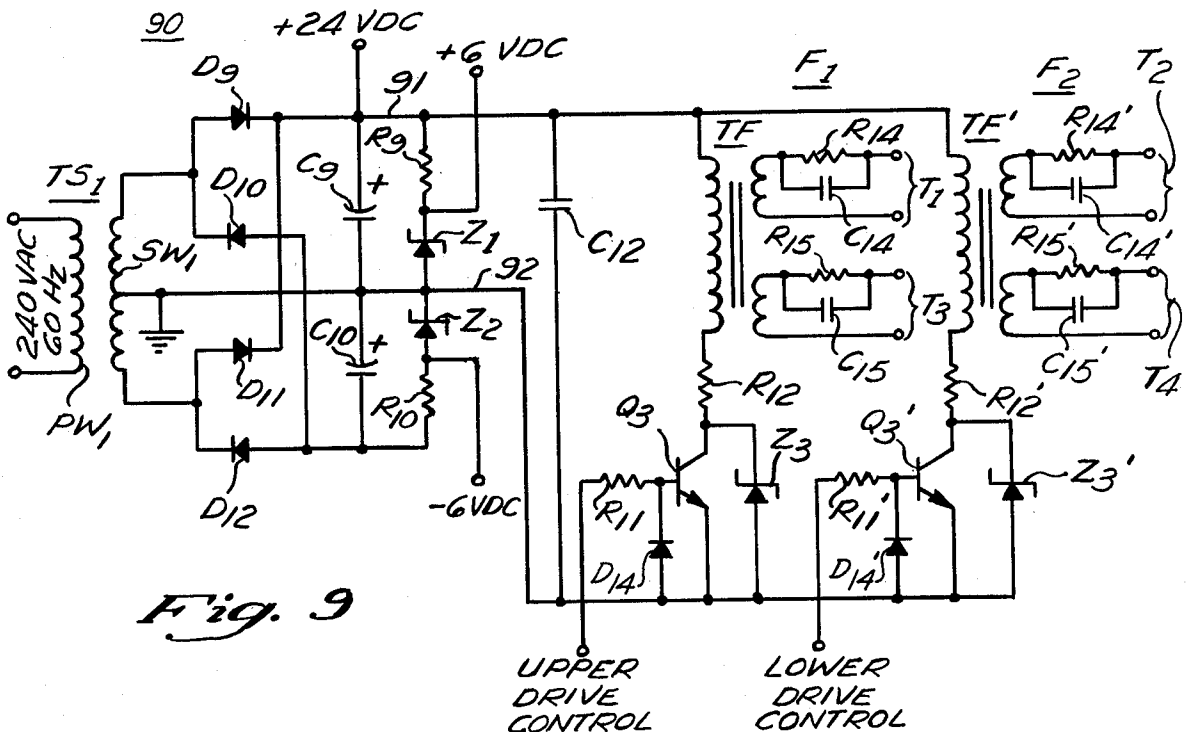 90
+24 VDC
+6 VDC
D9
91
F1
F2
T2
R9
TF
R14
TF'
R14'
TS1
D10
C9
+
Z1
C12
C14
T1
C14'
240 VAC
60 Hz
SW1
92
R15
R15'
C10
+
Z2
T3
D11
C15
C15'
T4
PW1
R10
R12
R12'
Q3
Q3'
Z3
Z3'
D12
-6VDC
R11
R11'
D14
D14'
Fig. 9
UPPER
DRIVE
CONTROL
LOWER
DRIVE
CONTROL